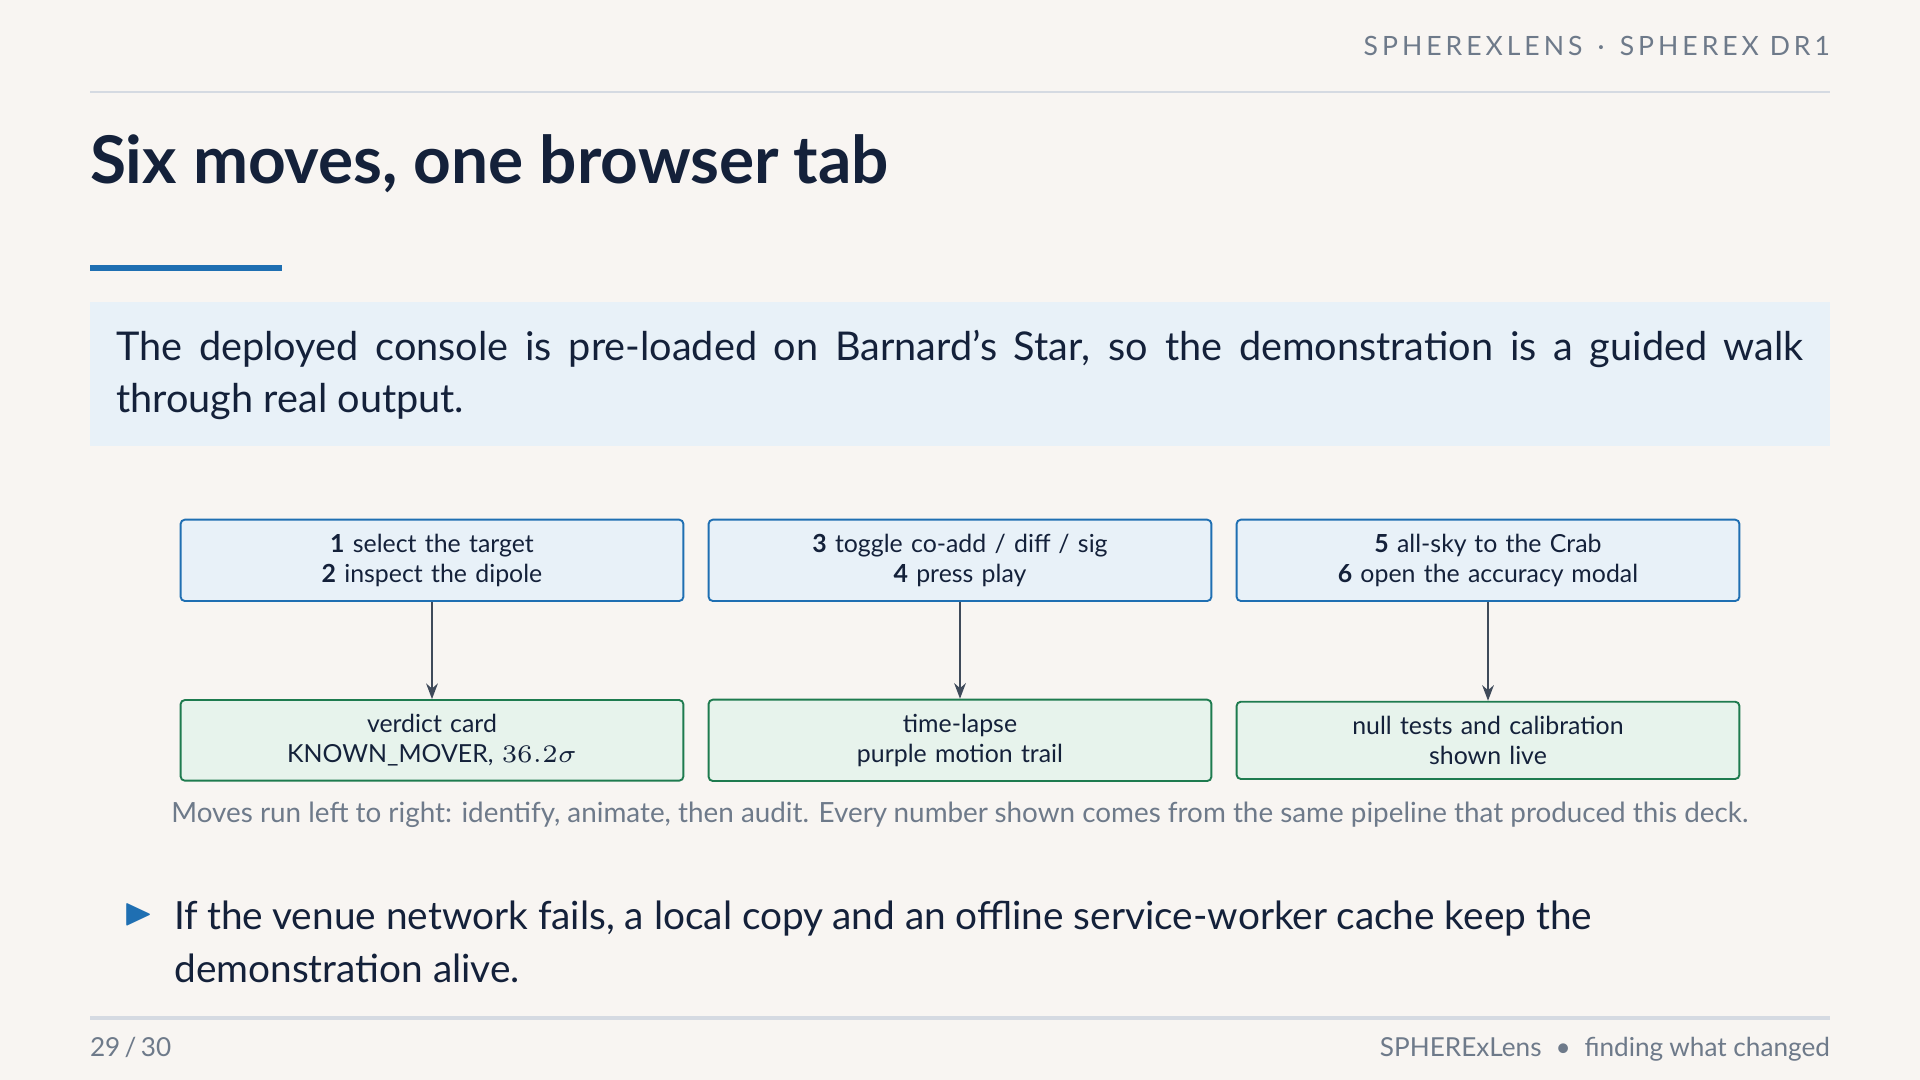 SPHEREXLENS · SPHEREX DR1
Six moves, one browser tab
The deployed console is pre-loaded on Barnard’s Star, so the demonstration is a guided walk
through real output.
1 select the target
2 inspect the dipole
3 toggle co-add / diff / sig
4 press play
5 all-sky to the Crab
6 open the accuracy modal
verdict card
KNOWN_MOVER, 36.2σ
time-lapse
purple motion trail
null tests and calibration
shown live
Moves run left to right: identify, animate, then audit. Every number shown comes from the same pipeline that produced this deck.
If the venue network fails, a local copy and an offline service-worker cache keep the
demonstration alive.
29 / 30
SPHERExLens • finding what changed